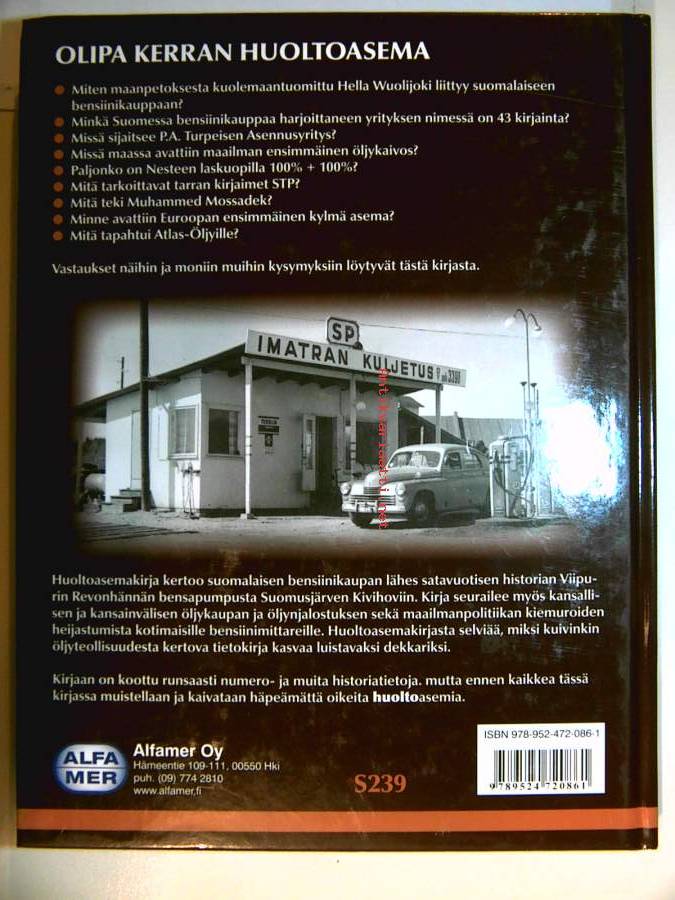 OLIPA KERRAN HUOLTOASEMA
Miten maanpetoksesta kuolemaantuomittu Hella Wuolijoki liittyy suomalaiseen
bensiinikauppaan?
Minkä Suomessa bensiinikauppaa harjoittaneen yrityksen nimessä on 43 kirjainta?
Missä sijaitsee P.A. Turpeisen Asennusyritys?
Missä maassa avattiin maailman ensimmäinen öljykaivos?
Paljonko on Nesteen laskuopilla 100% + 100%?
Mitä tarkoittavat tarran kirjaimet STP?
Mitä teki Muhammed Mossadek?
Minne avattiin Euroopan ensimmäinen kylmä asema?
Mitä tapahtui Atlas-Öljyille?
Vastaukset näihin ja moniin muihin kysymyksiin löytyvät tästä kirjasta.
SP
IMATRAN KULJETUS
3398
antikvariaatti.net
Huoltoasemakirja kertoo suomalaisen bensiinikaupan lähes satavuotisen historian Viipu-
rin Revonhännän bensapumpusta Suomusjärven Kivihoviin. Kirja seurailee myös kansalli-
sen ja kansainvälisen öljykaupan ja öljynjalostuksen sekä maailmanpolitiikan kiemuroiden
heijastumista kotimaisille bensiinimittareille. Huoltoasemakirjasta selviää, miksi kuivinkin
öljyteollisuudesta kertova tietokirja kasvaa luistavaksi dekkariksi.
Kirjaan on koottu runsaasti numero- ja muita historiatietoja. mutta ennen kaikkea tässä
kirjassa muistellaan ja kaivataan häpeämättä oikeita huoltoasemia.
ALFA
MER
Alfamer Oy
Hämeentie 109-111, 00550 Hki
puh. (09) 774 2810
www.alfamer.fi
S239
ISBN 978-952-472-086-1
9789524720861